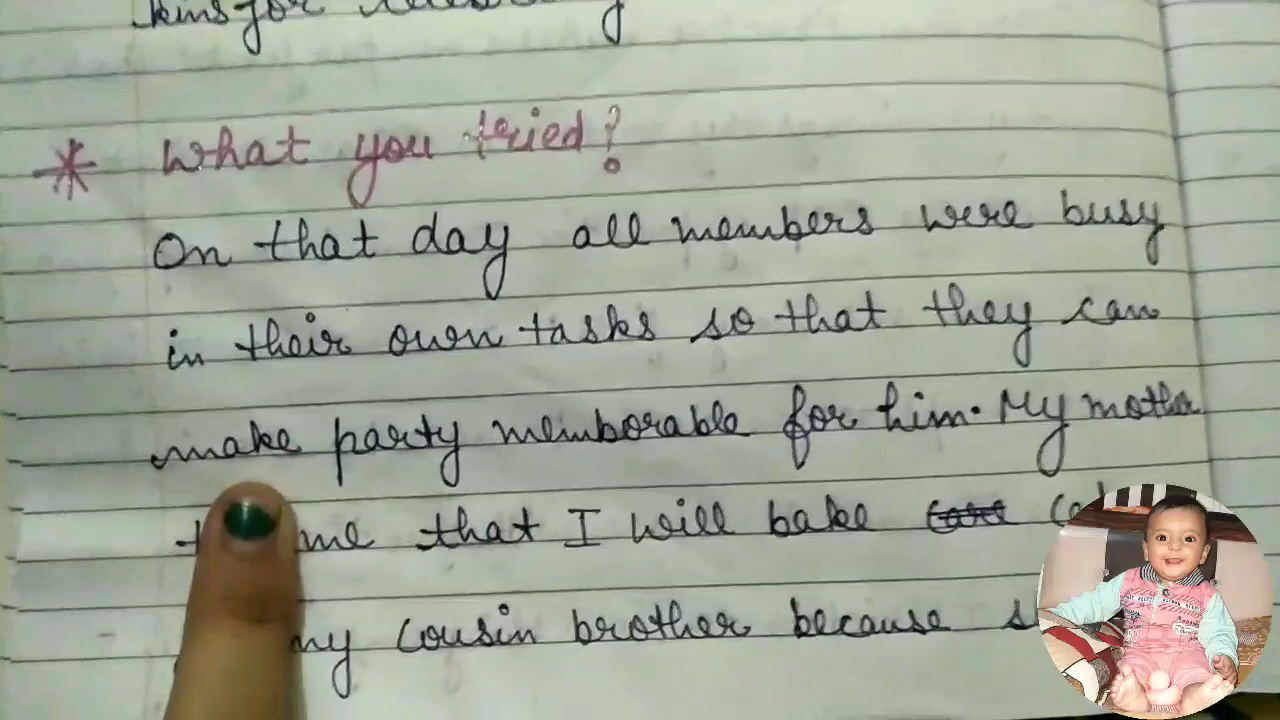 * What you tried?
On that day all members were busy
in their own tasks so that they can
make party memborable for him. My mother
me that I will bake
my cousin brother because